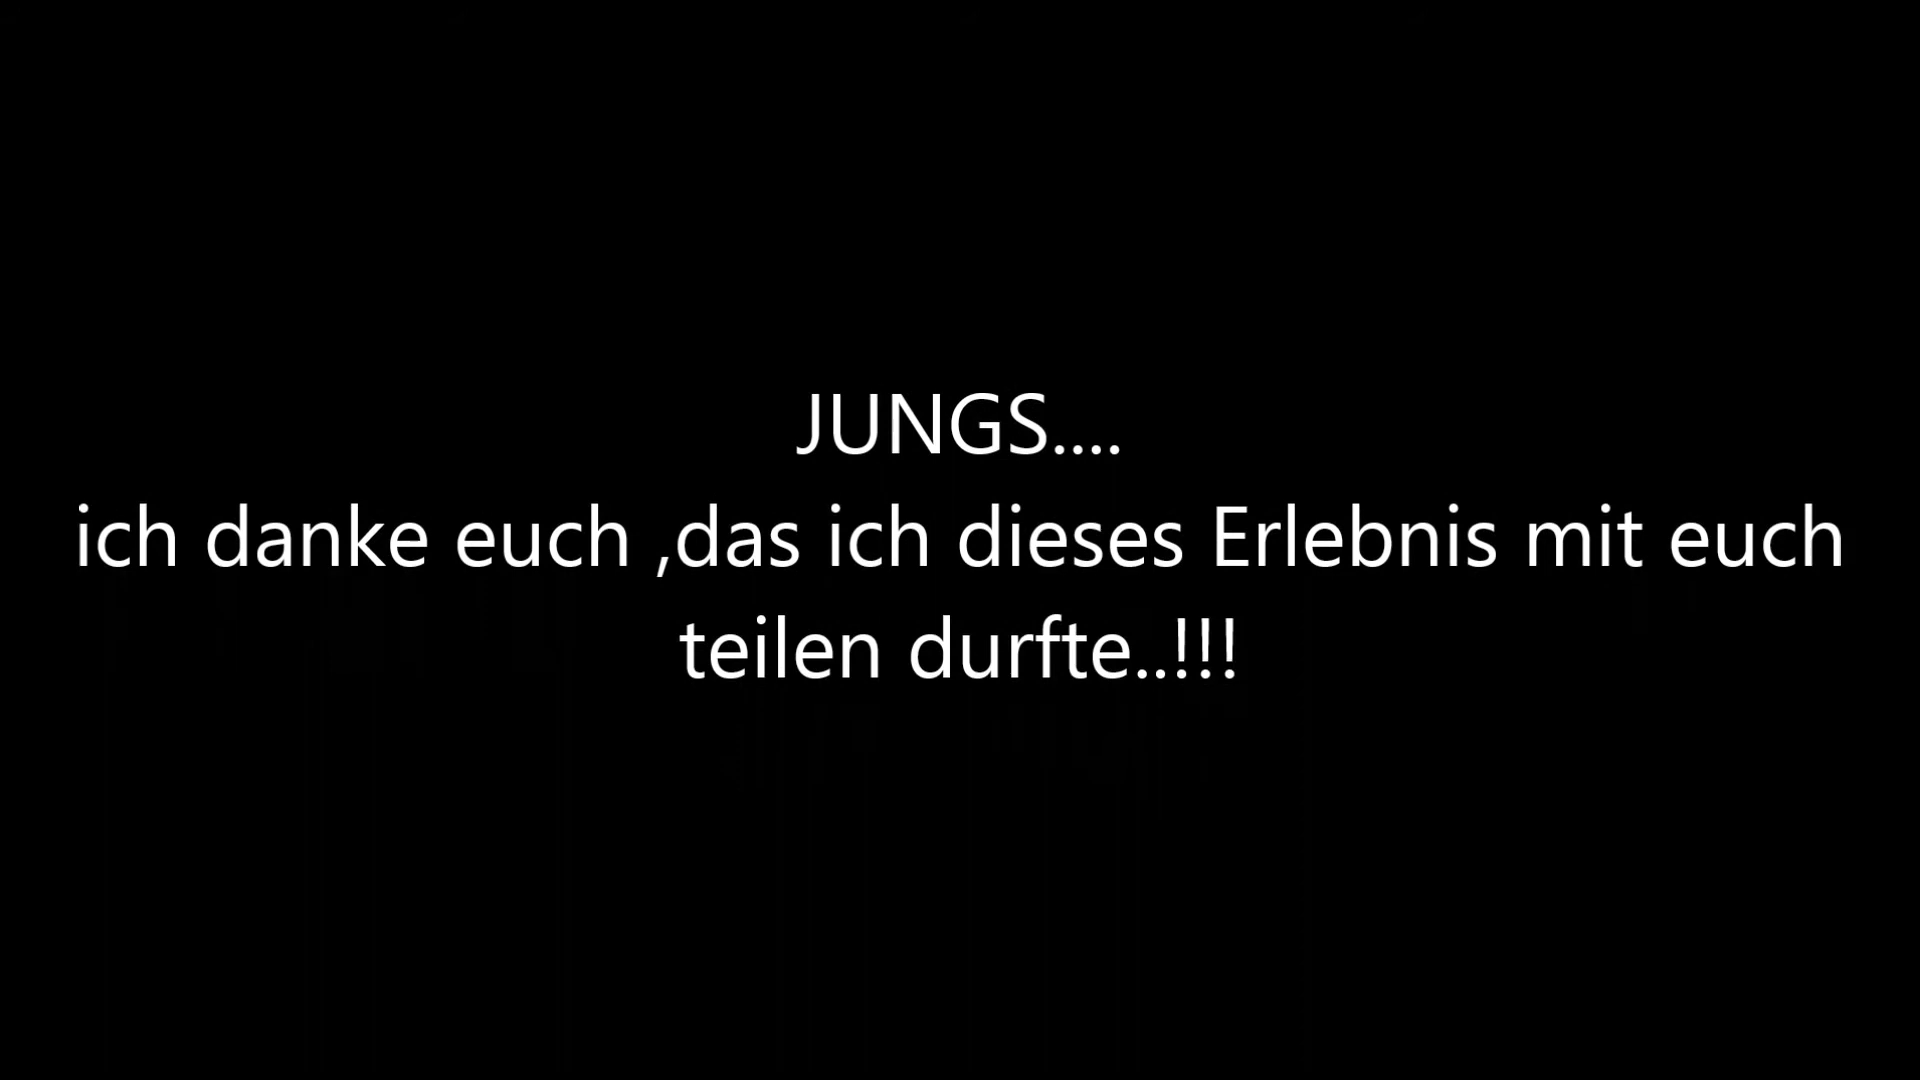 JUNGS....
ich danke euch ,das ich dieses Erlebnis mit euch
teilen durfte..!!!